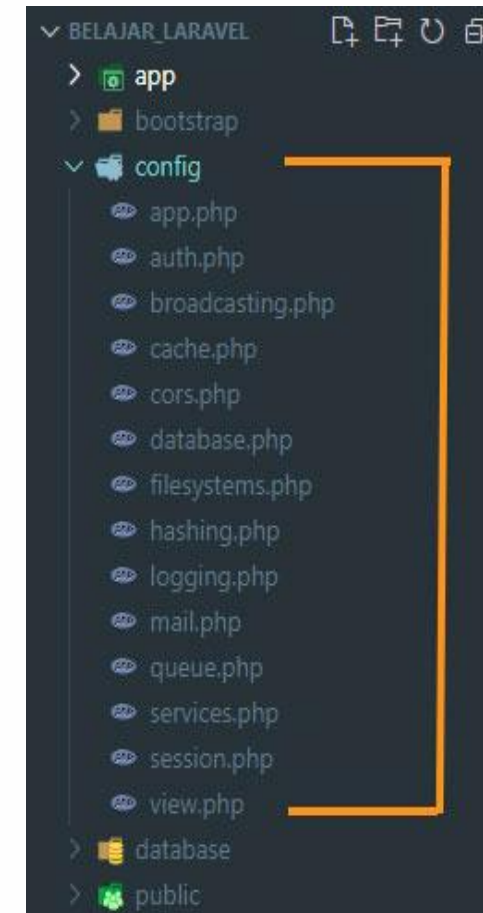 BELAJAR_LARAVEL
app
bootstrap
config
app.php
auth.php
broadcasting.php
cache.php
cors.php
database.php
filesystems.php
hashing.php
logging.php
mail.php
queue.php
services.php
session.php
view.php
database
public